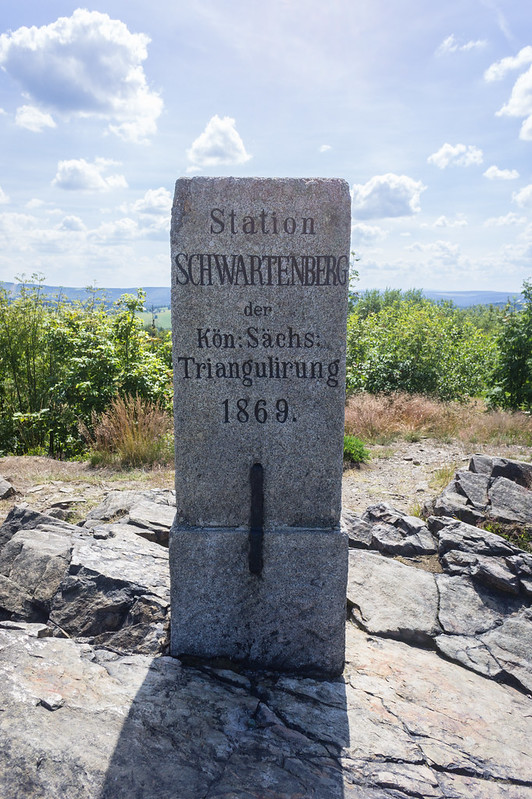 Station
SCHWARTENBERG
der
Kön: Sächs:
Triangulirung
1869.